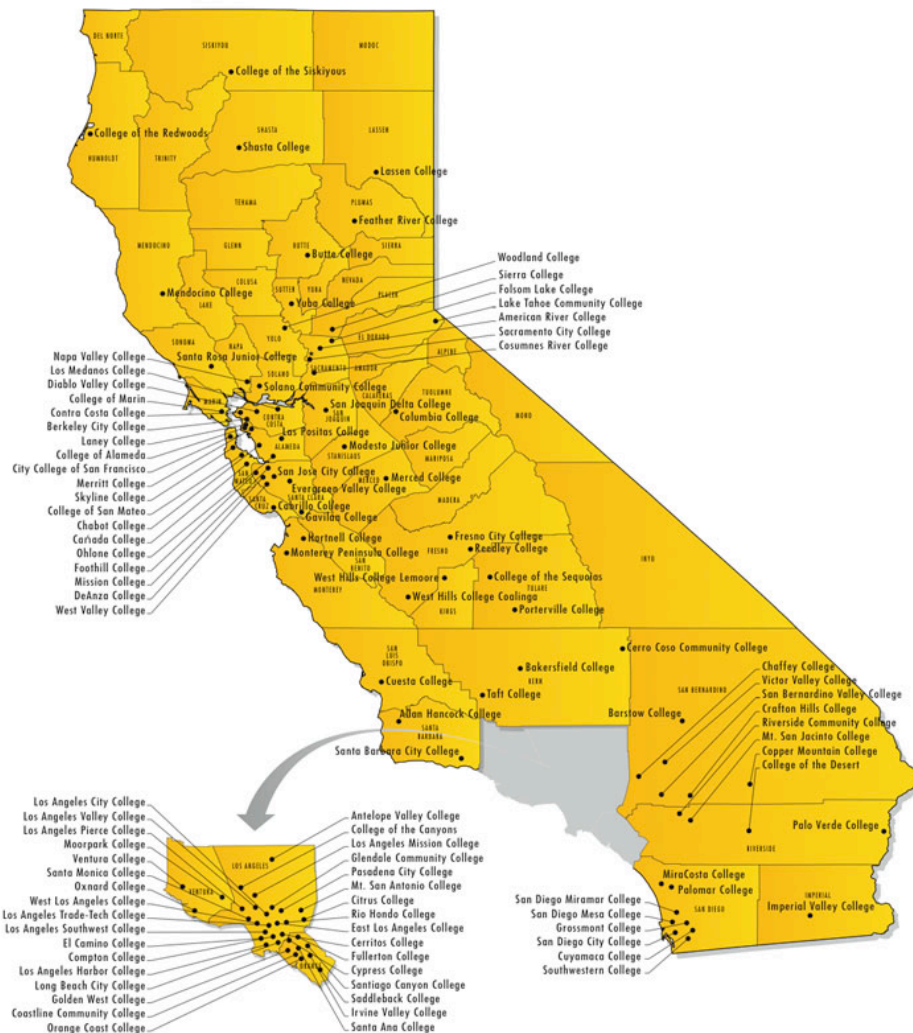 DEL NORTE
SISKIYOU
MODOC
College of the Siskiyous
College of the Redwoods
SHASTA
Shasta College
LASSEN
HUMBOLDT
TRINITY
Lassen College
TEHAMA
PLUMAS
Feather River College
MENDOCINO
GLENN
BUTTE
Butte College
SIERRA
COLUSA
NEVADA
Mendocino College
LAKE
SUTTER
YUBA
Yuba College
PLACER
Woodland College
Sierra College
Folsom Lake College
Lake Tahoe Community College
American River College
Sacramento City College
Cosumnes River College
SONOMA
NAPA
YOLO
EL DORADO
ALPINE
Santa Rosa Junior College
SACRAMENTO
AMADOR
SOLANO
Solano Community College
CALAVERAS
TUOLUMNE
MONO
MARIN
Napa Valley College
Los Medanos College
Diablo Valley College
College of Marin
Contra Costa College
Berkeley City College
Laney College
College of Alameda
City College of San Francisco
Merritt College
Skyline College
College of San Mateo
Chabot College
Cañada College
Ohlone College
Foothill College
Mission College
DeAnza College
West Valley College
CONTRA
COSTA
San Joaquin Delta College
SAN
JOAQUIN
Columbia College
Las Positas College
ALAMEDA
STANISLAUS
Modesto Junior College
MARIPOSA
SAN
MATEO
San Jose City College
MERCED
Merced College
Evergreen Valley College
SANTA CLARA
SANTA
CRUZ
Cabrillo College
MADERA
Gavilan College
Hartnell College
Monterey Peninsula College
SAN
BENITO
MONTEREY
FRESNO
Fresno City College
Reedley College
INYO
West Hills College Lemoore
College of the Sequoias
TULARE
West Hills College Coalinga
KINGS
Porterville College
SAN
LUIS
OBISPO
Cuesta College
Cerro Coso Community College
Bakersfield College
KERN
Taft College
SAN BERNARDINO
Barstow College
Allan Hancock College
SANTA
BARBARA
Santa Barbara City College
Chaffey College
Victor Valley College
San Bernardino Valley College
Crafton Hills College
Riverside Community College
Mt. San Jacinto College
Copper Mountain College
College of the Desert
Palo Verde College
RIVERSIDE
MiraCosta College
Palomar College
SAN DIEGO
IMPERIAL
Imperial Valley College
San Diego Miramar College
San Diego Mesa College
Grossmont College
San Diego City College
Cuyamaca College
Southwestern College
Los Angeles City College
Los Angeles Valley College
Los Angeles Pierce College
Moorpark College
Ventura College
Santa Monica College
Oxnard College
West Los Angeles College
Los Angeles Trade-Tech College
Los Angeles Southwest College
El Camino College
Compton College
Los Angeles Harbor College
Long Beach City College
Golden West College
Coastline Community College
Orange Coast College
LOS ANGELES
VENTURA
ORANGE
Antelope Valley College
College of the Canyons
Los Angeles Mission College
Glendale Community College
Pasadena City College
Mt. San Antonio College
Citrus College
Rio Hondo College
East Los Angeles College
Cerritos College
Fullerton College
Cypress College
Santiago Canyon College
Saddleback College
Irvine Valley College
Santa Ana College